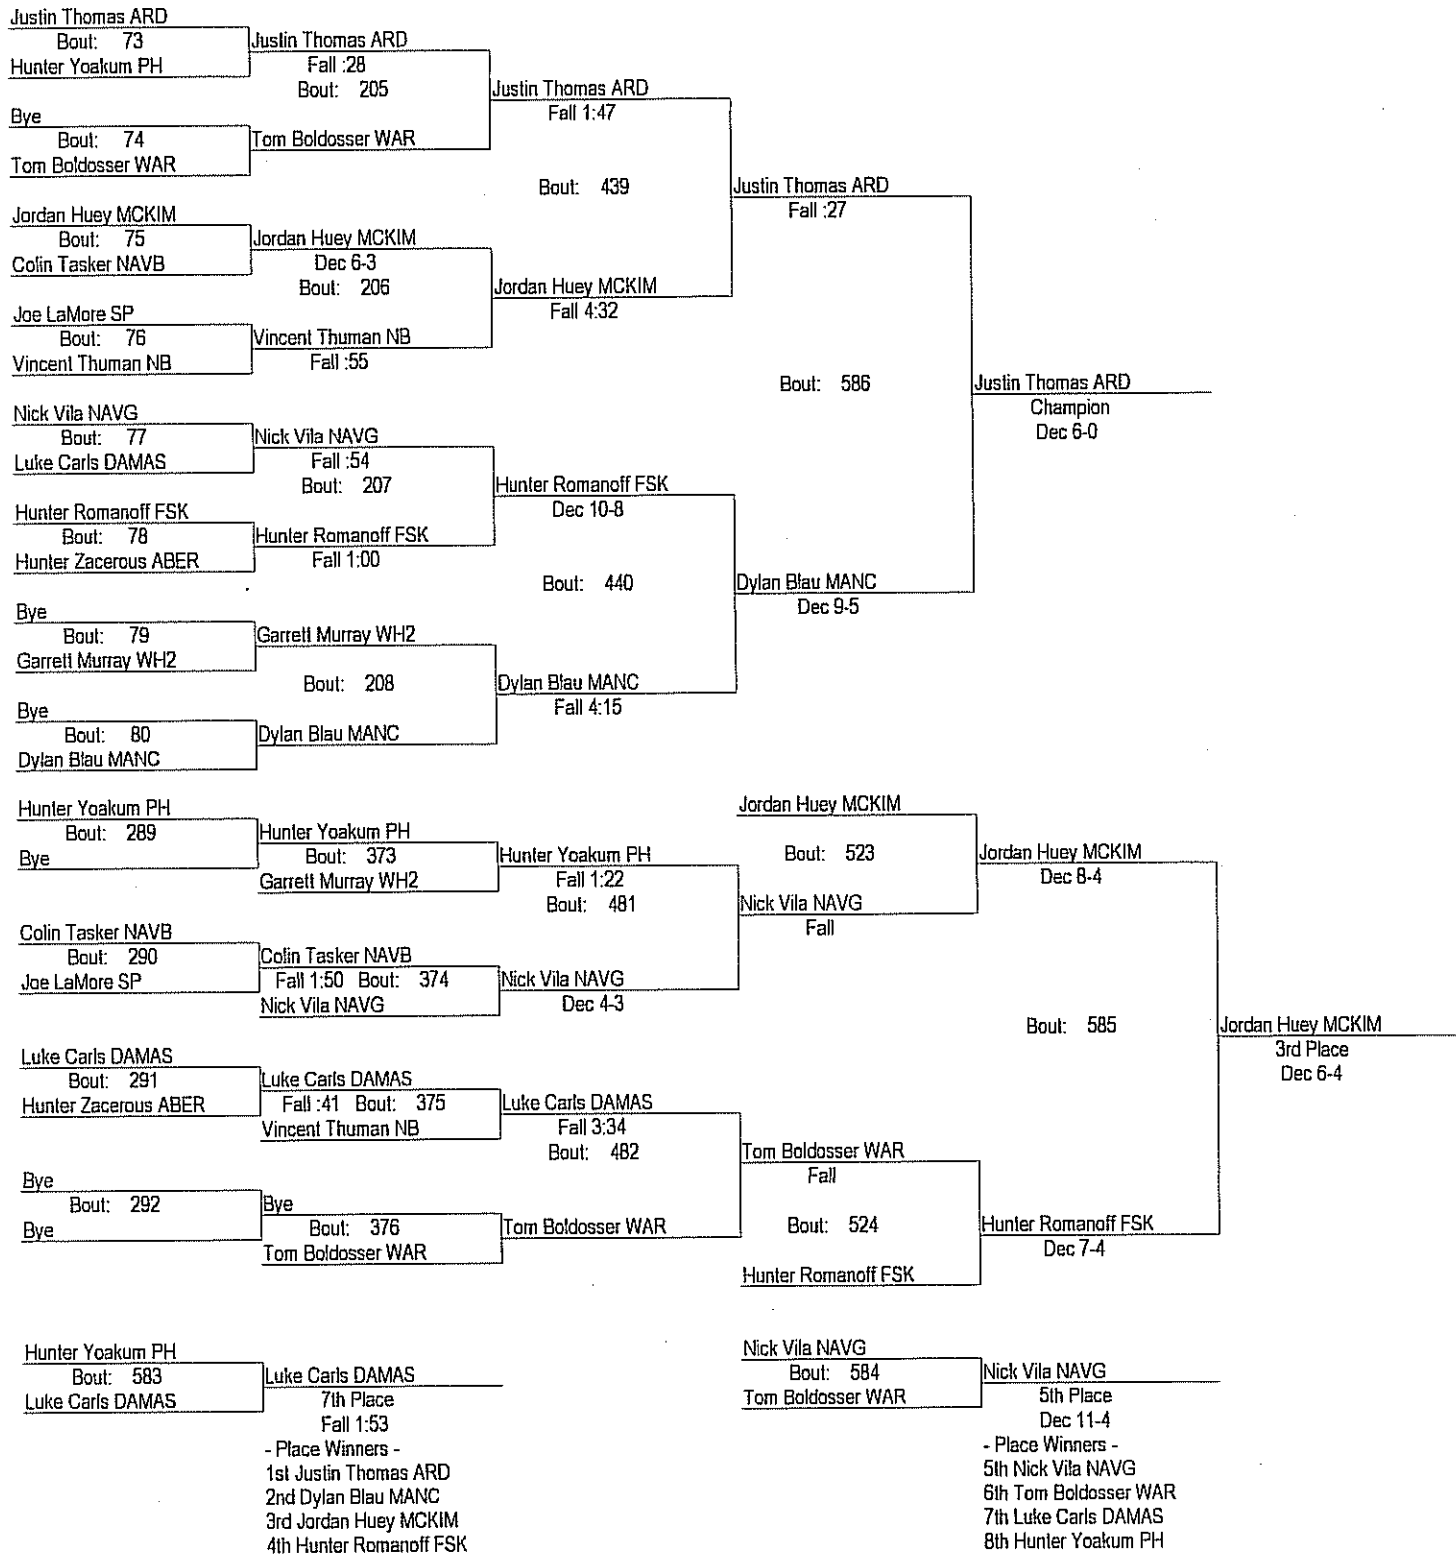 Justin Thomas ARD
Bout: 73
Hunter Yoakum PH
Justin Thomas ARD
Fall :28
Bout: 205
Bye
Bout: 74
Tom Boldosser WAR
Tom Boldosser WAR
Justin Thomas ARD
Fall 1:47
Bout: 439
Jordan Huey MCKIM
Bout: 75
Colin Tasker NAVB
Jordan Huey MCKIM
Dec 6-3
Bout: 206
Joe LaMore SP
Bout: 76
Vincent Thuman NB
Vincent Thuman NB
Fall :55
Jordan Huey MCKIM
Fall 4:32
Justin Thomas ARD
Fall :27
Bout: 586
Justin Thomas ARD
Champion
Dec 6-0
Nick Vila NAVG
Bout: 77
Luke Carls DAMAS
Nick Vila NAVG
Fall :54
Bout: 207
Hunter Romanoff FSK
Bout: 78
Hunter Zacerous ABER
Hunter Romanoff FSK
Fall 1:00
Hunter Romanoff FSK
Dec 10-8
Bout: 440
Dylan Blau MANC
Dec 9-5
Bye
Bout: 79
Garrett Murray WH2
Garrett Murray WH2
Bout: 208
Bye
Bout: 80
Dylan Blau MANC
Dylan Blau MANC
Dylan Blau MANC
Fall 4:15
Hunter Yoakum PH
Bout: 289
Bye
Hunter Yoakum PH
Bout: 373
Garrett Murray WH2
Hunter Yoakum PH
Fall 1:22
Bout: 481
Colin Tasker NAVB
Bout: 290
Joe LaMore SP
Colin Tasker NAVB
Fall 1:50 Bout: 374
Nick Vila NAVG
Nick Vila NAVG
Dec 4-3
Jordan Huey MCKIM
Bout: 523
Nick Vila NAVG
Fall
Jordan Huey MCKIM
Dec 8-4
Bout: 585
Jordan Huey MCKIM
3rd Place
Dec 6-4
Luke Carls DAMAS
Bout: 291
Hunter Zacerous ABER
Luke Carls DAMAS
Fall :41 Bout: 375
Vincent Thuman NB
Luke Carls DAMAS
Fall 3:34
Bout: 482
Bye
Bout: 292
Bye
Bye
Bout: 376
Tom Boldosser WAR
Tom Boldosser WAR
Tom Boldosser WAR
Fall
Bout: 524
Hunter Romanoff FSK
Hunter Romanoff FSK
Dec 7-4
Hunter Yoakum PH
Bout: 583
Luke Carls DAMAS
Luke Carls DAMAS
7th Place
Fall 1:53
- Place Winners -
1st Justin Thomas ARD
2nd Dylan Blau MANC
3rd Jordan Huey MCKIM
4th Hunter Romanoff FSK
Nick Vila NAVG
Bout: 584
Tom Boldosser WAR
Nick Vila NAVG
5th Place
Dec 11-4
- Place Winners -
5th Nick Vila NAVG
6th Tom Boldosser WAR
7th Luke Carls DAMAS
8th Hunter Yoakum PH